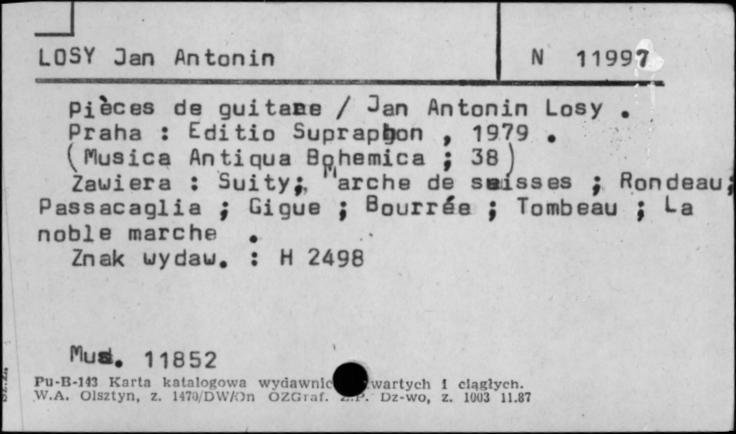 LOSY Jan Antonin N 11997
Pièces de guitare / Jan Antonin Losy .
Praha : Editio Supraphon , 1979 .
(Musica Antiqua Bohemica ; 38)
Zawiera : Suity; Marche de suisses ; Rondeau;
Passacaglia ; Gigue ; Bourrée ; Tombeau ; La
noble marche .
Znak wydaw. : H 2498
Mus. 11852
Pu-B-143 Karta katalogowa wydawnic wartych i ciągłych.
W.A. Olsztyn, z. 1470/DW/On OZGraf. Z.P. Dz-wo, z. 1003 11.87